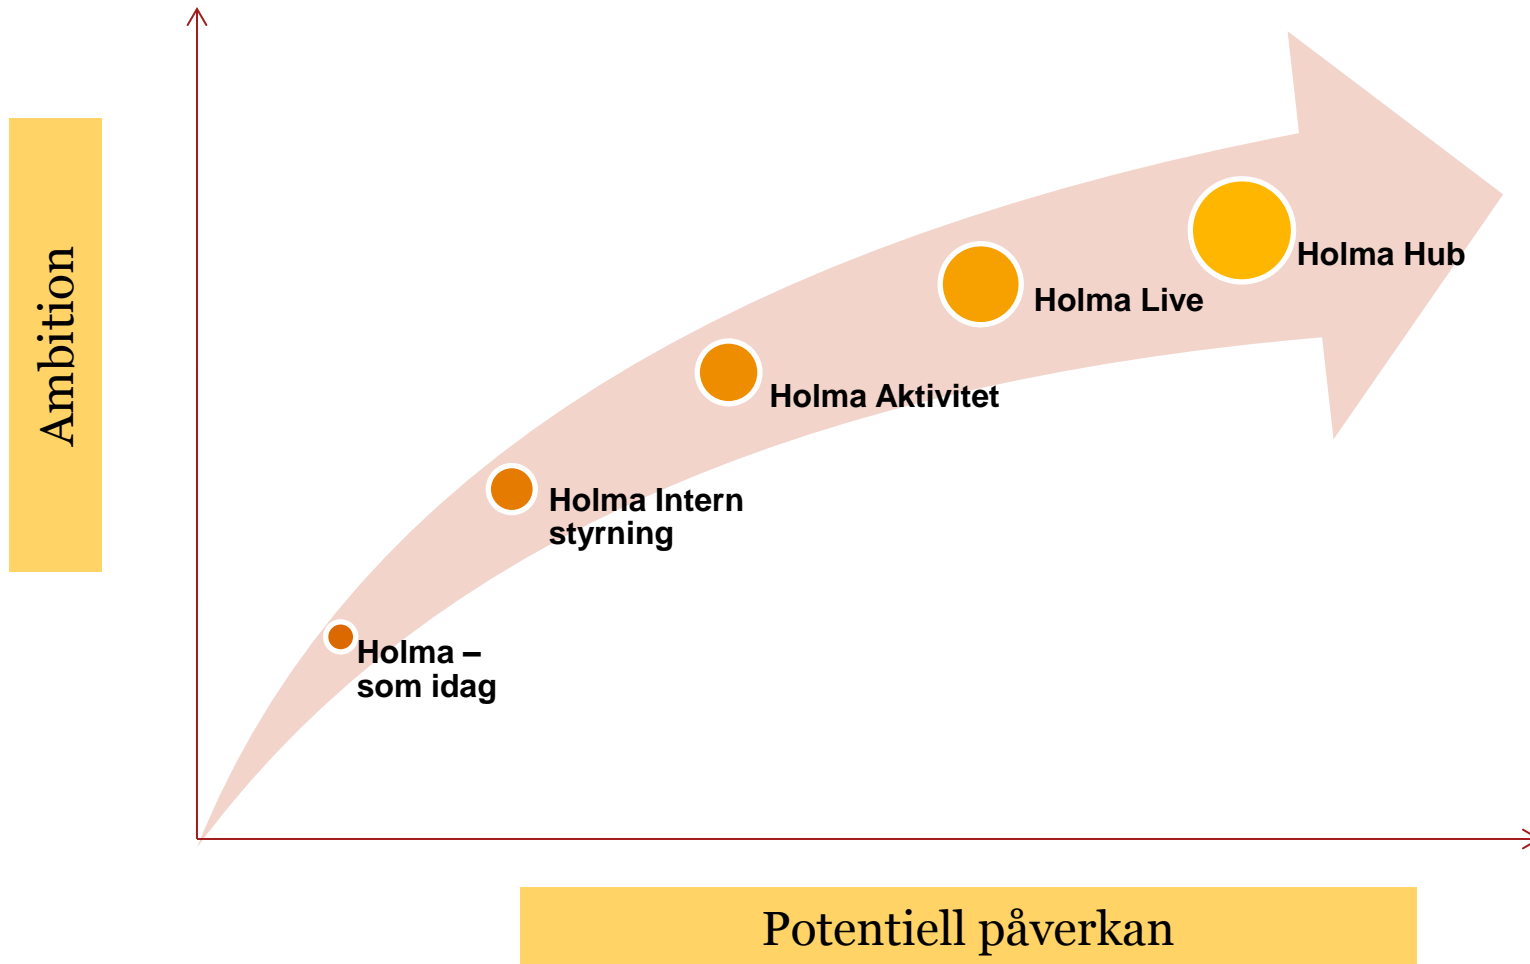 Ambition
Holma Hub
Holma Live
Holma Aktivitet
Holma Intern
styrning
Holma –
som idag
Potentiell påverkan